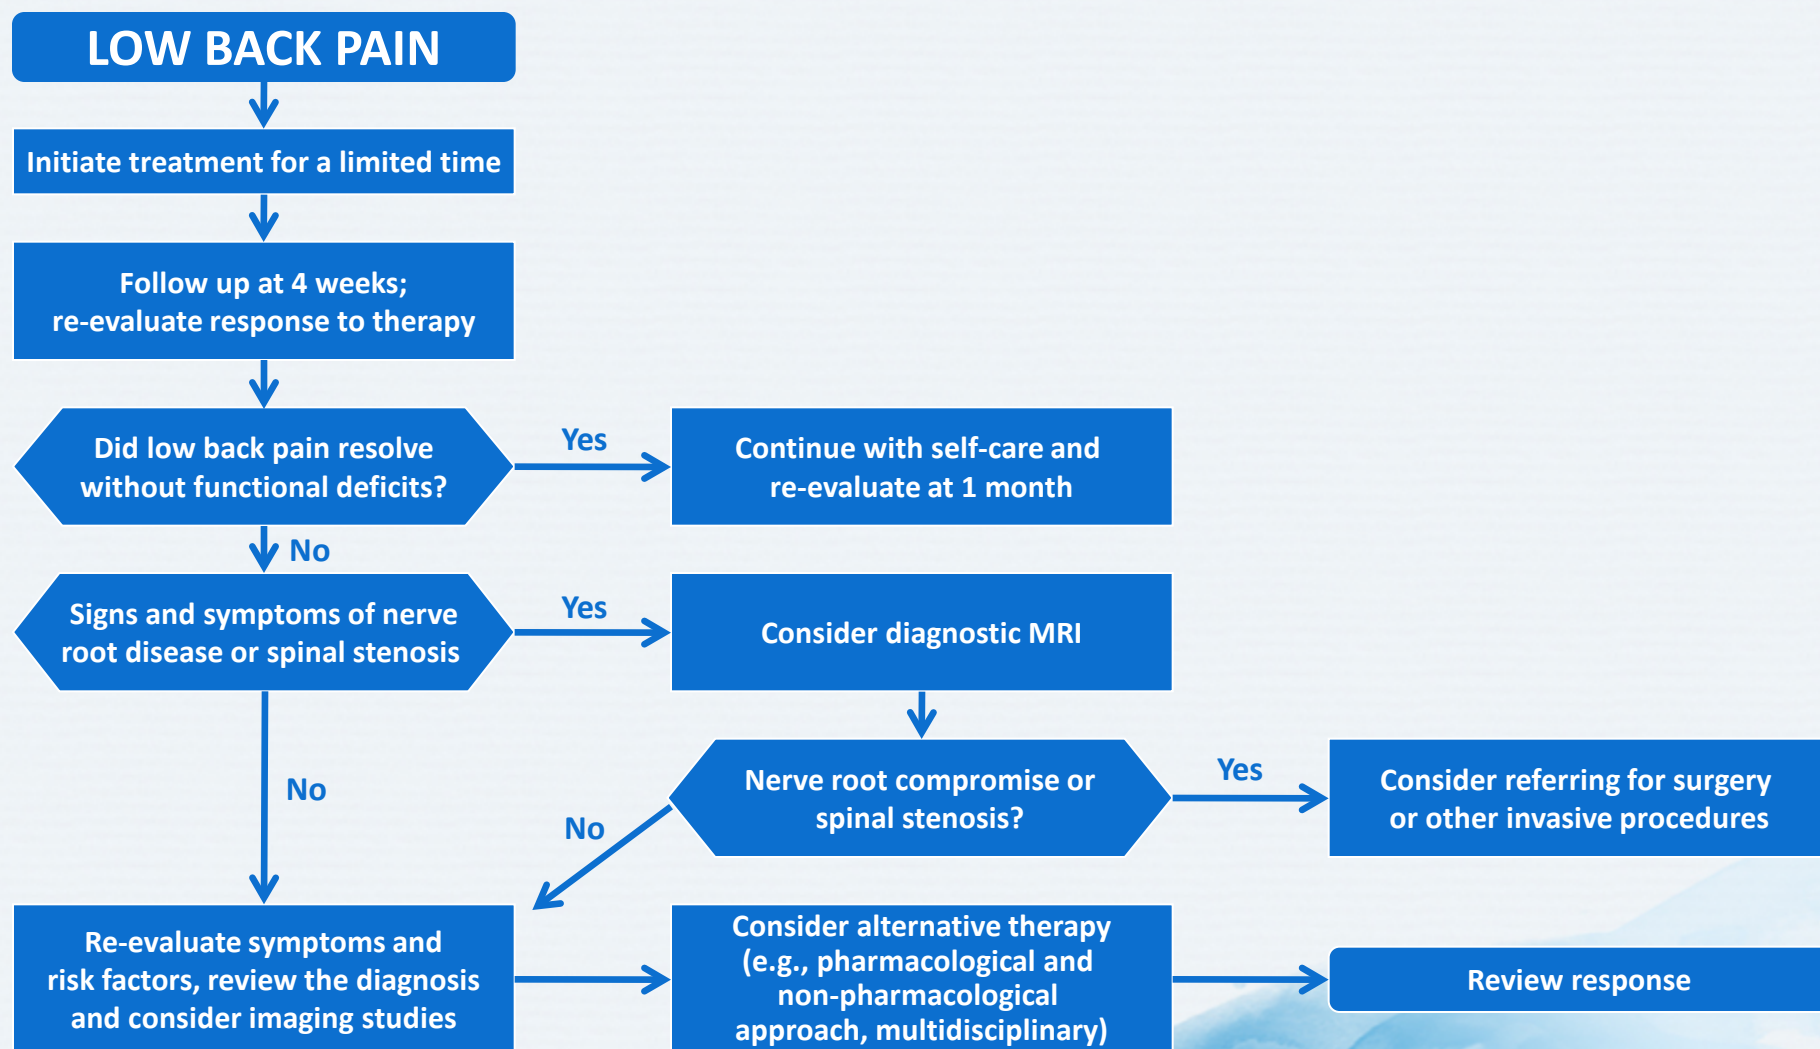 LOW BACK PAIN
Initiate treatment for a limited time
Follow up at 4 weeks;
re-evaluate response to therapy
Did low back pain resolve
without functional deficits?
Yes
Continue with self-care and
re-evaluate at 1 month
No
Signs and symptoms of nerve
root disease or spinal stenosis
Yes
Consider diagnostic MRI
No
Nerve root compromise or
spinal stenosis?
Yes
Consider referring for surgery
or other invasive procedures
No
Re-evaluate symptoms and
risk factors, review the diagnosis
and consider imaging studies
Consider alternative therapy
(e.g., pharmacological and
non-pharmacological
approach, multidisciplinary)
Review response